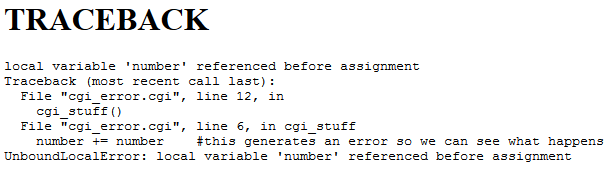 TRACEBACK
local variable 'number' referenced before assignment
Traceback (most recent call last):
  File "cgi_error.cgi", line 12, in
    cgi_stuff()
  File "cgi_error.cgi", line 6, in cgi_stuff
    number += number    #this generates an error so we can see what happens
UnboundLocalError: local variable 'number' referenced before assignment